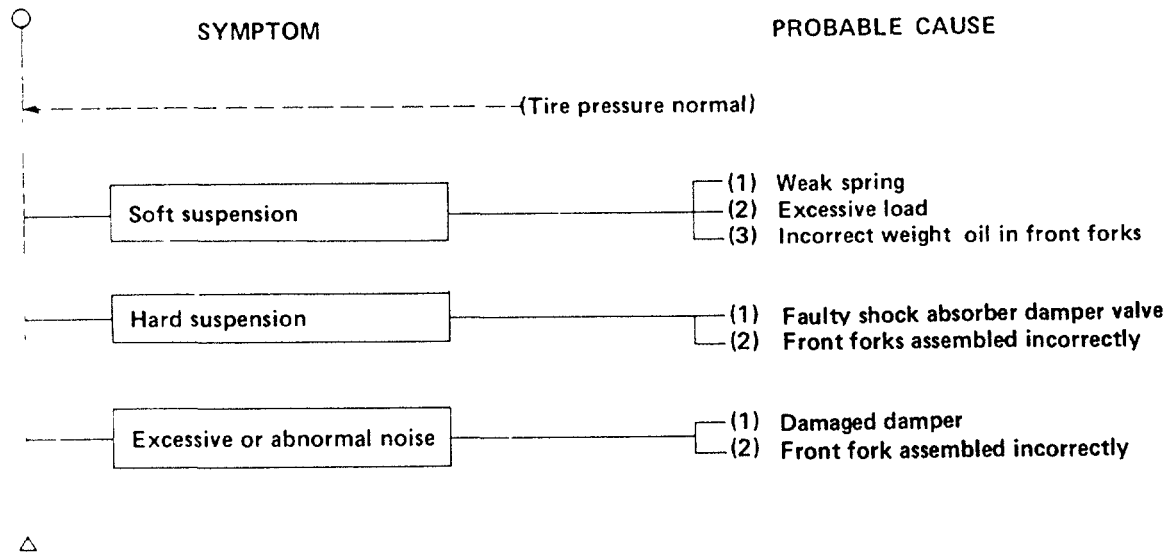 SYMPTOM
PROBABLE CAUSE
(Tire pressure normal)
Soft suspension
(1) Weak spring
(2) Excessive load
(3) Incorrect weight oil in front forks
Hard suspension
(1) Faulty shock absorber damper valve
(2) Front forks assembled incorrectly
Excessive or abnormal noise
(1) Damaged damper
(2) Front fork assembled incorrectly